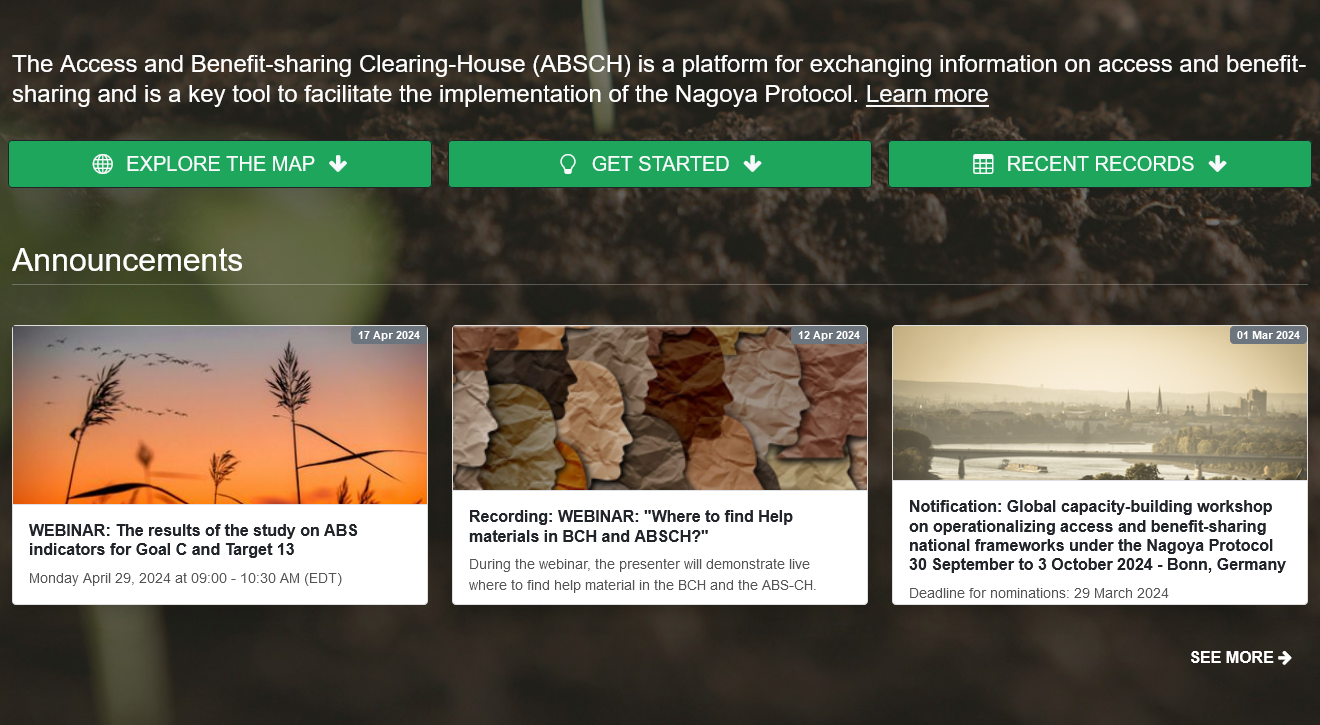 The Access and Benefit-sharing Clearing-House (ABSCH) is a platform for exchanging information on access and benefit-
sharing and is a key tool to facilitate the implementation of the Nagoya Protocol. Learn more
EXPLORE THE MAP
GET STARTED
RECENT RECORDS
Announcements
17 Apr 2024
WEBINAR: The results of the study on ABS
indicators for Goal C and Target 13
Monday April 29, 2024 at 09:00 - 10:30 AM (EDT)
12 Apr 2024
Recording: WEBINAR: "Where to find Help
materials in BCH and ABSCH?"
During the webinar, the presenter will demonstrate live
where to find help material in the BCH and the ABS-CH.
01 Mar 2024
Notification: Global capacity-building workshop
on operationalizing access and benefit-sharing
national frameworks under the Nagoya Protocol
30 September to 3 October 2024 - Bonn, Germany
Deadline for nominations: 29 March 2024
SEE MORE